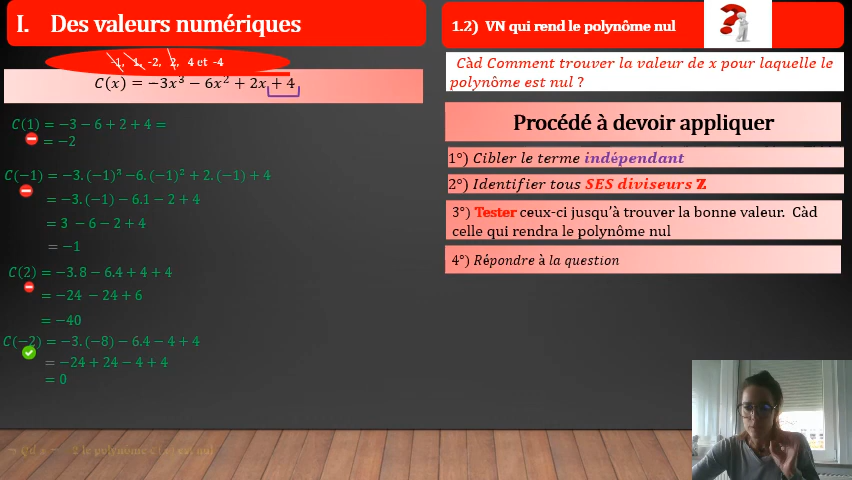 I. Des valeurs numériques
-1, 1, -2, 2, 4 et -4
C(x) = −3x³ − 6x² + 2x + 4
C(1) = −3 − 6 + 2 + 4 =
= −2
C(−1) = −3.(−1)³ −6.(−1)² + 2.(−1) + 4
= −3.(−1) − 6.1 − 2 + 4
= 3 − 6 − 2 + 4
= −1
C(2) = −3.8 − 6.4 + 4 + 4
= −24 − 24 + 6
= −40
C(−2) = −3.(−8) − 6.4 − 4 + 4
= −24 + 24 − 4 + 4
= 0
le polynôme C(x) est nul
1.2) VN qui rend le polynôme nul
Càd Comment trouver la valeur de x pour laquelle le
polynôme est nul ?
Procédé à devoir appliquer
1°) Cibler le terme indépendant
2°) Identifier tous SES diviseurs Z
3°) Tester ceux-ci jusqu'à trouver la bonne valeur. Càd
celle qui rendra le polynôme nul
4°) Répondre à la question